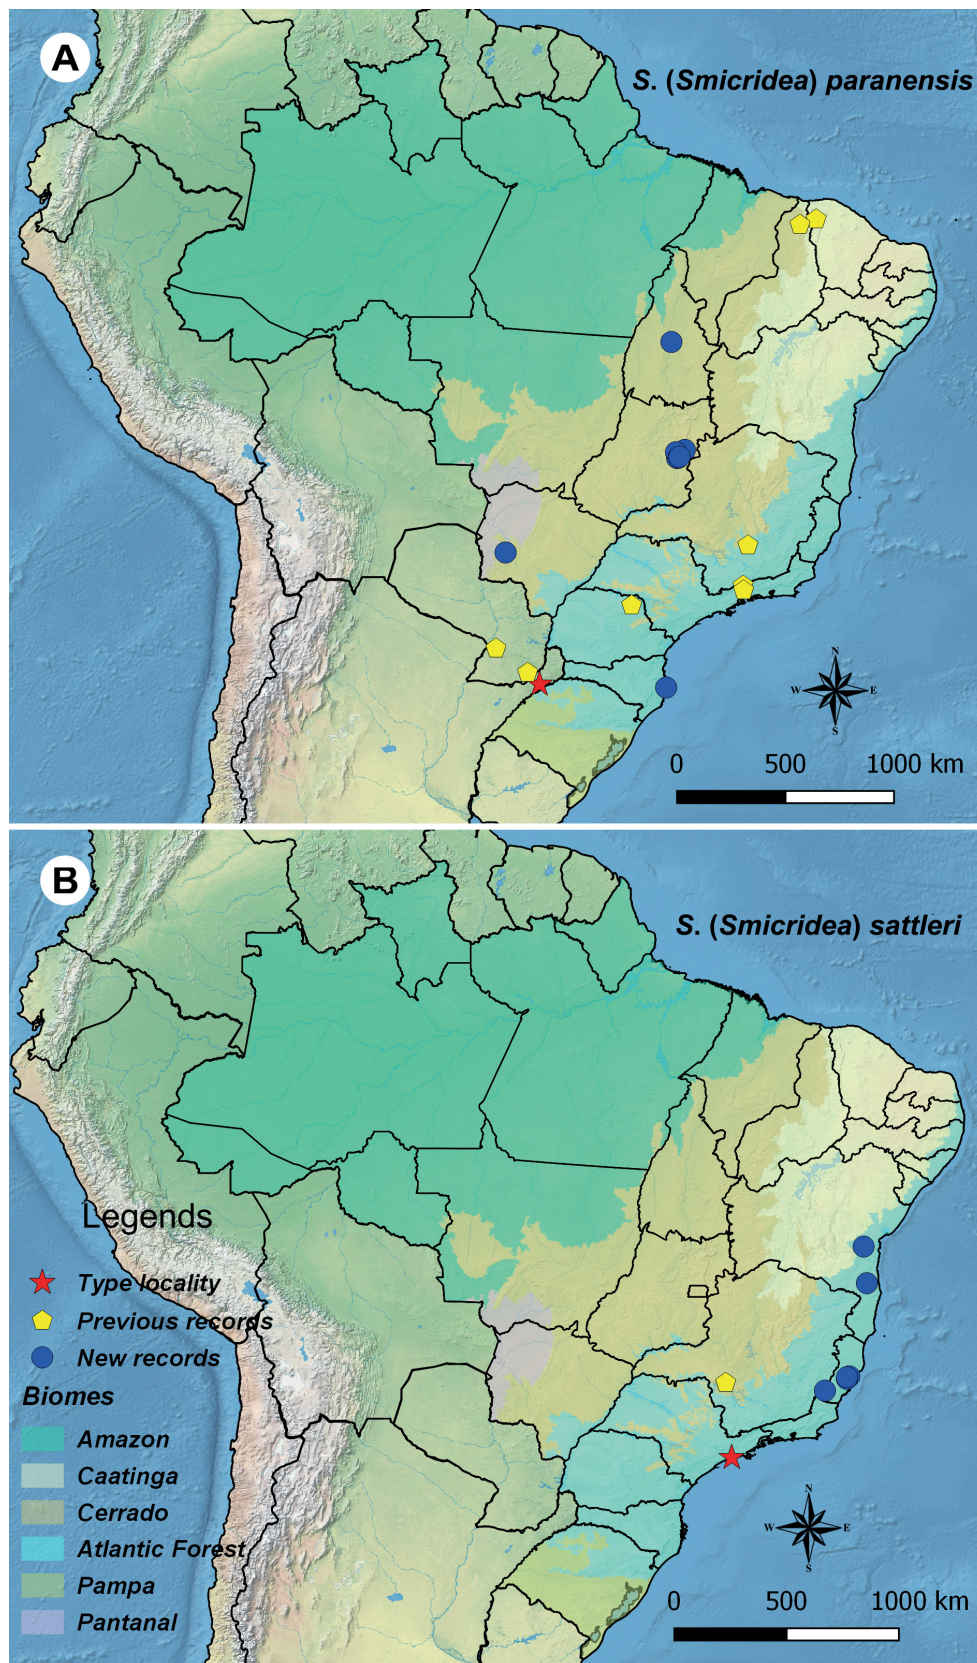 A
S. (Smicridea) paranensis
N
W E
S
0 500 1000 km
B
S. (Smicridea) sattleri
Legends
Type locality
Previous records
New records
Biomes
Amazon
Caatinga
Cerrado
Atlantic Forest
Pampa
Pantanal
N
W E
S
0 500 1000 km